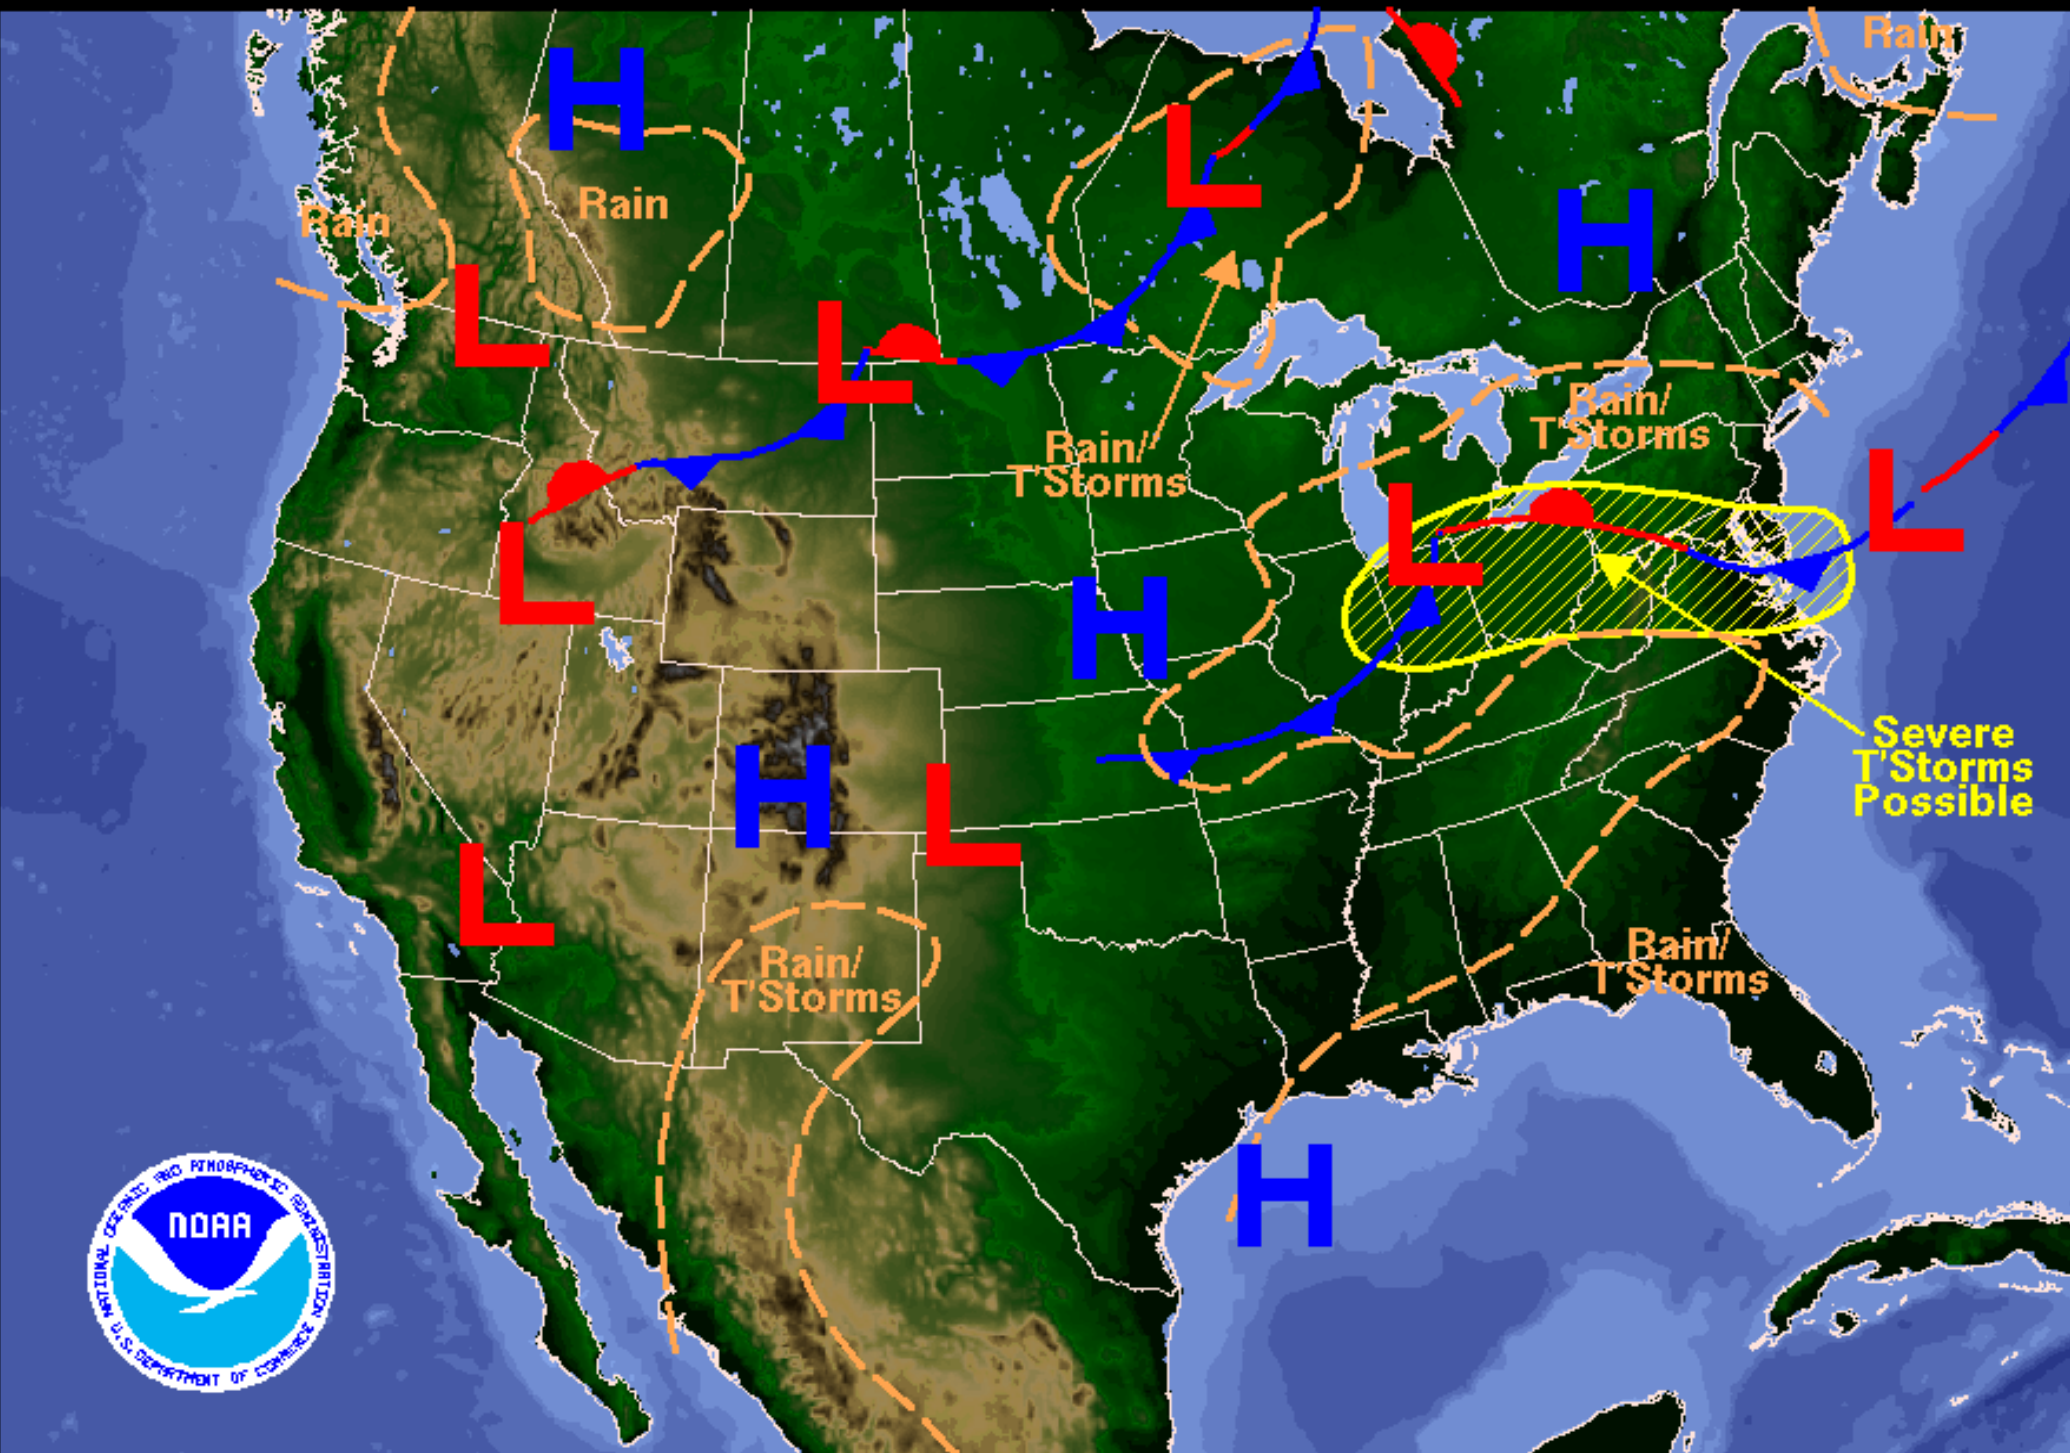 Rain
H
Rain
Rain
L
H
L
L
Rain/
T'Storms
Rain/
T'Storms
L
L
L
H
Severe
T'Storms
Possible
H
L
L
Rain/
T'Storms
Rain/
T'Storms
H
NOAA
NATIONAL OCEANIC AND ATMOSPHERIC ADMINISTRATION
U.S. DEPARTMENT OF COMMERCE